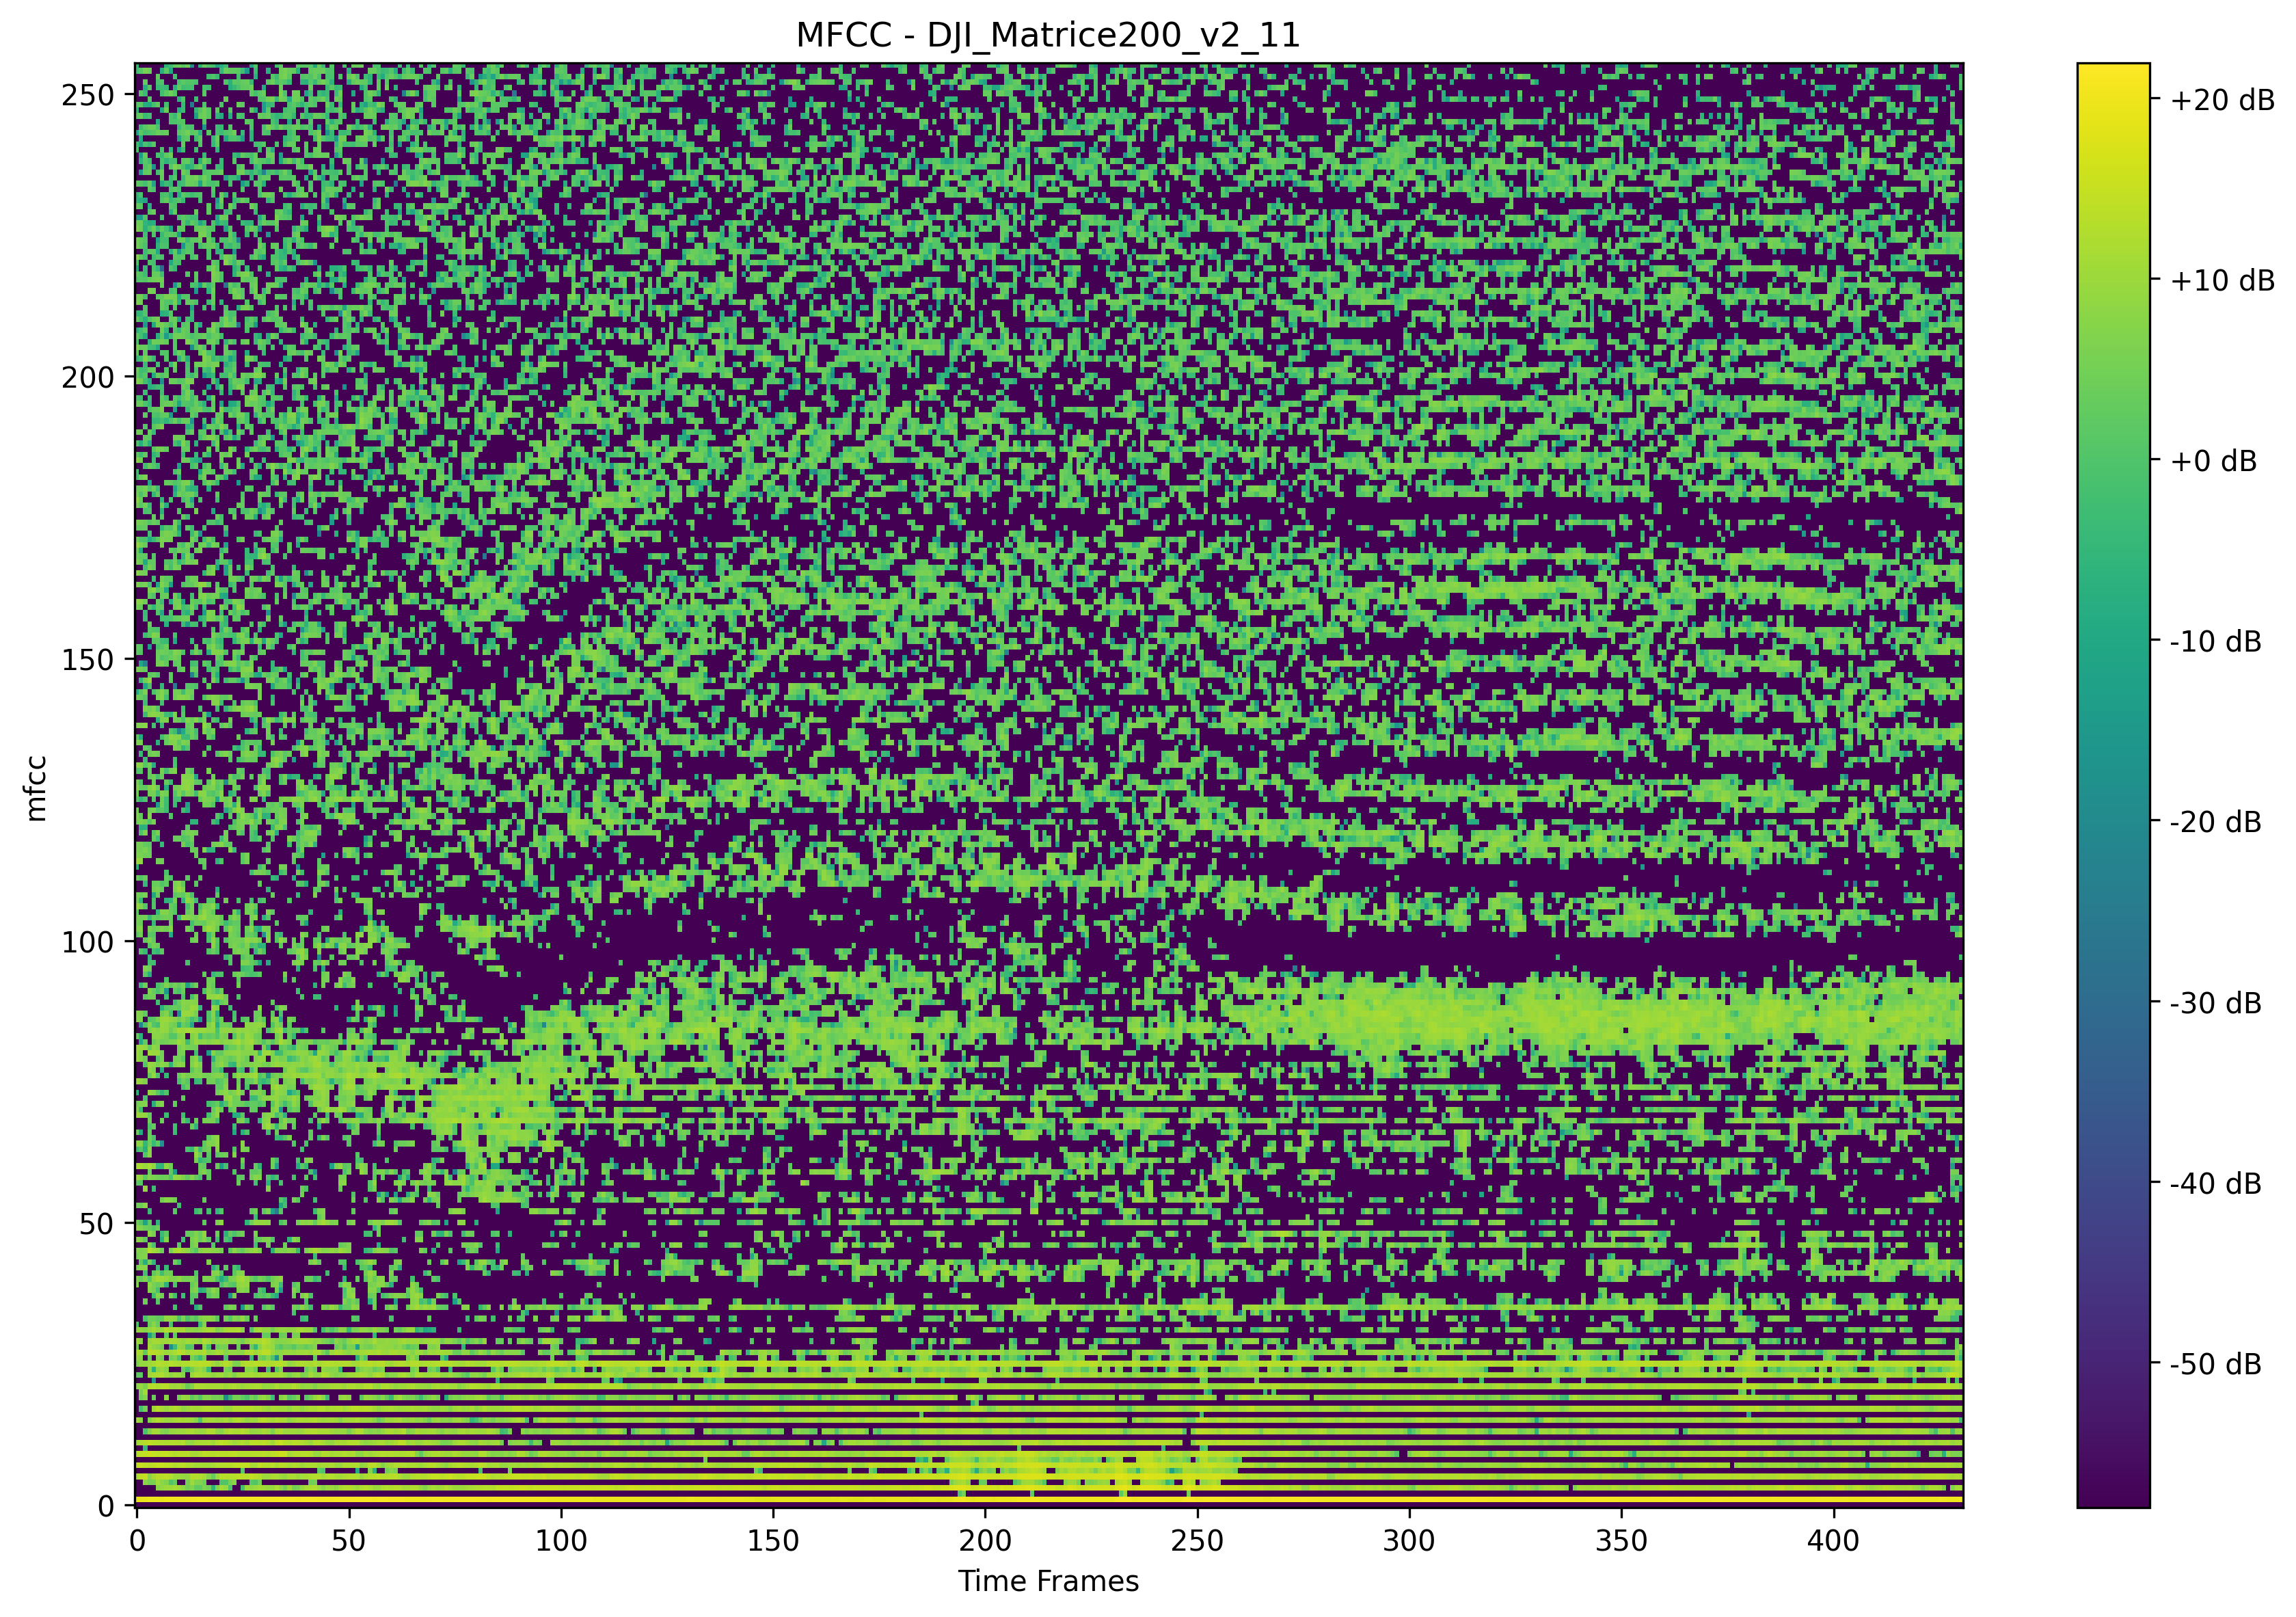 MFCC - DJI_Matrice200_v2_11
250
200
150
100
50
0
mfcc
0 50 100 150 200 250 300 350 400
Time Frames
+20 dB
+10 dB
+0 dB
-10 dB
-20 dB
-30 dB
-40 dB
-50 dB